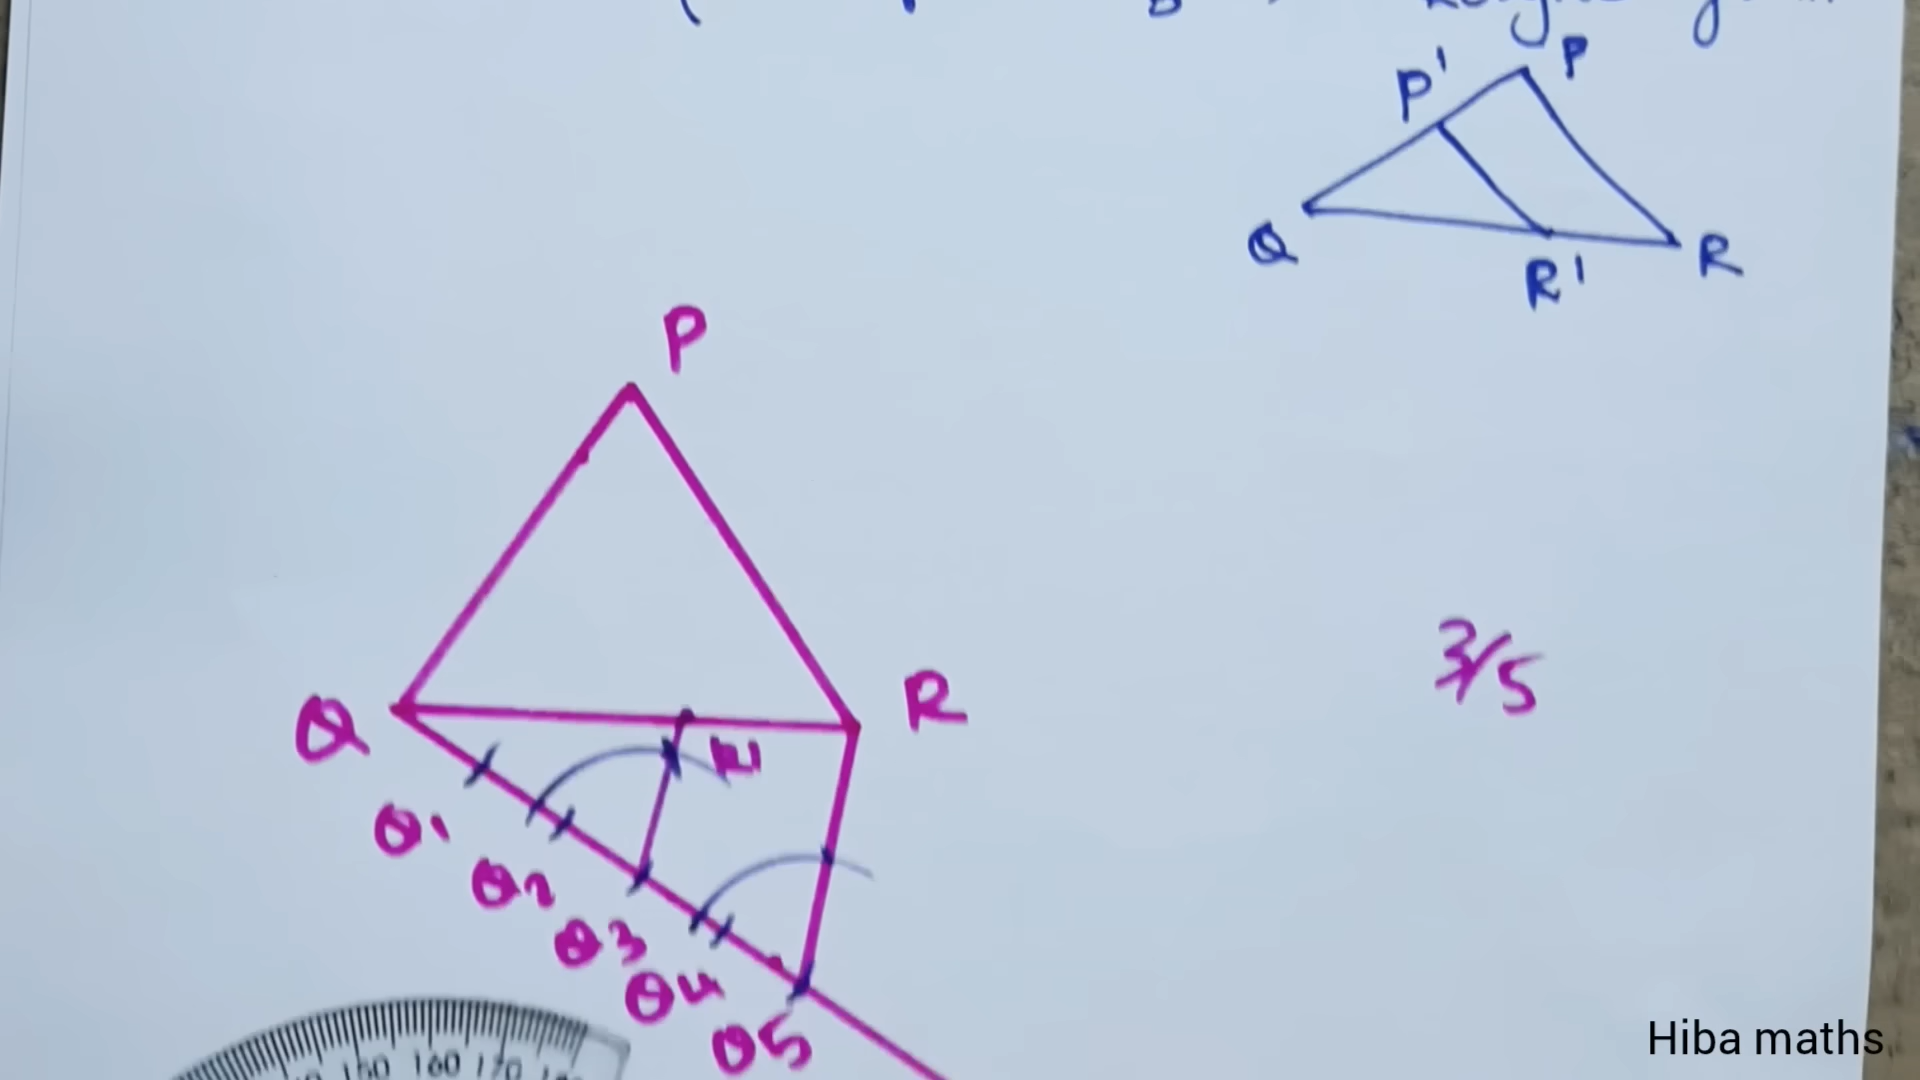 P' P
Q R' R
P
Q R
R'
3/5
Q1
Q2
Q3
Q4
Q5
150 160 170
Hiba maths